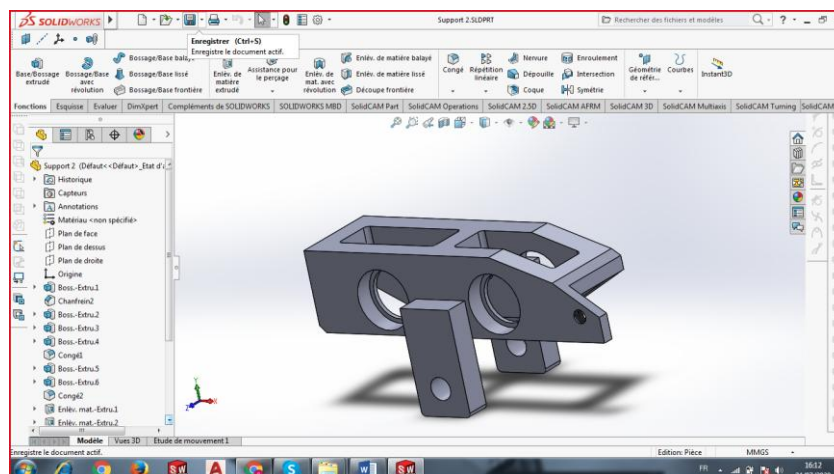 SOLIDWORKS
Support 2.SLDPRT
Rechercher des fichiers et modèles
Enregistrer (Ctrl+S)
Enregistre le document actif.
Base/Bossage extrudé
Bossage/Base avec révolution
Bossage/Base balayé
Bossage/Base lissé
Bossage/Base frontière
Enlèv. de matière extrudé
Assistance pour le perçage
Enlèv. de mat. avec révolution
Enlèv. de matière balayé
Enlèv. de matière lissé
Découpe frontière
Congé
Répétition linéaire
Nervure
Dépouille
Coque
Enroulement
Intersection
Symétrie
Géométrie de référ...
Courbes
Instant3D
Fonctions
Esquisse
Evaluer
DimXpert
Compléments de SOLIDWORKS
SOLIDWORKS MBD
SolidCAM Part
SolidCAM Operations
SolidCAM 2.5D
SolidCAM AFRM
SolidCAM 3D
SolidCAM Multiaxis
SolidCAM Turning
Support 2 (Défaut<<Défaut>_Etat d'a
Historique
Capteurs
Annotations
Matériau <non spécifié>
Plan de face
Plan de dessus
Plan de droite
Origine
Boss.-Extru.1
Chanfrein2
Boss.-Extru.2
Boss.-Extru.3
Boss.-Extru.4
Congé1
Boss.-Extru.5
Boss.-Extru.6
Congé2
Enlèv. mat.-Extru.1
Enlèv. mat.-Extru.2
Modèle
Vues 3D
Etude de mouvement 1
Enregistre le document actif.
Edition: Pièce
MMGS
FR
16:12